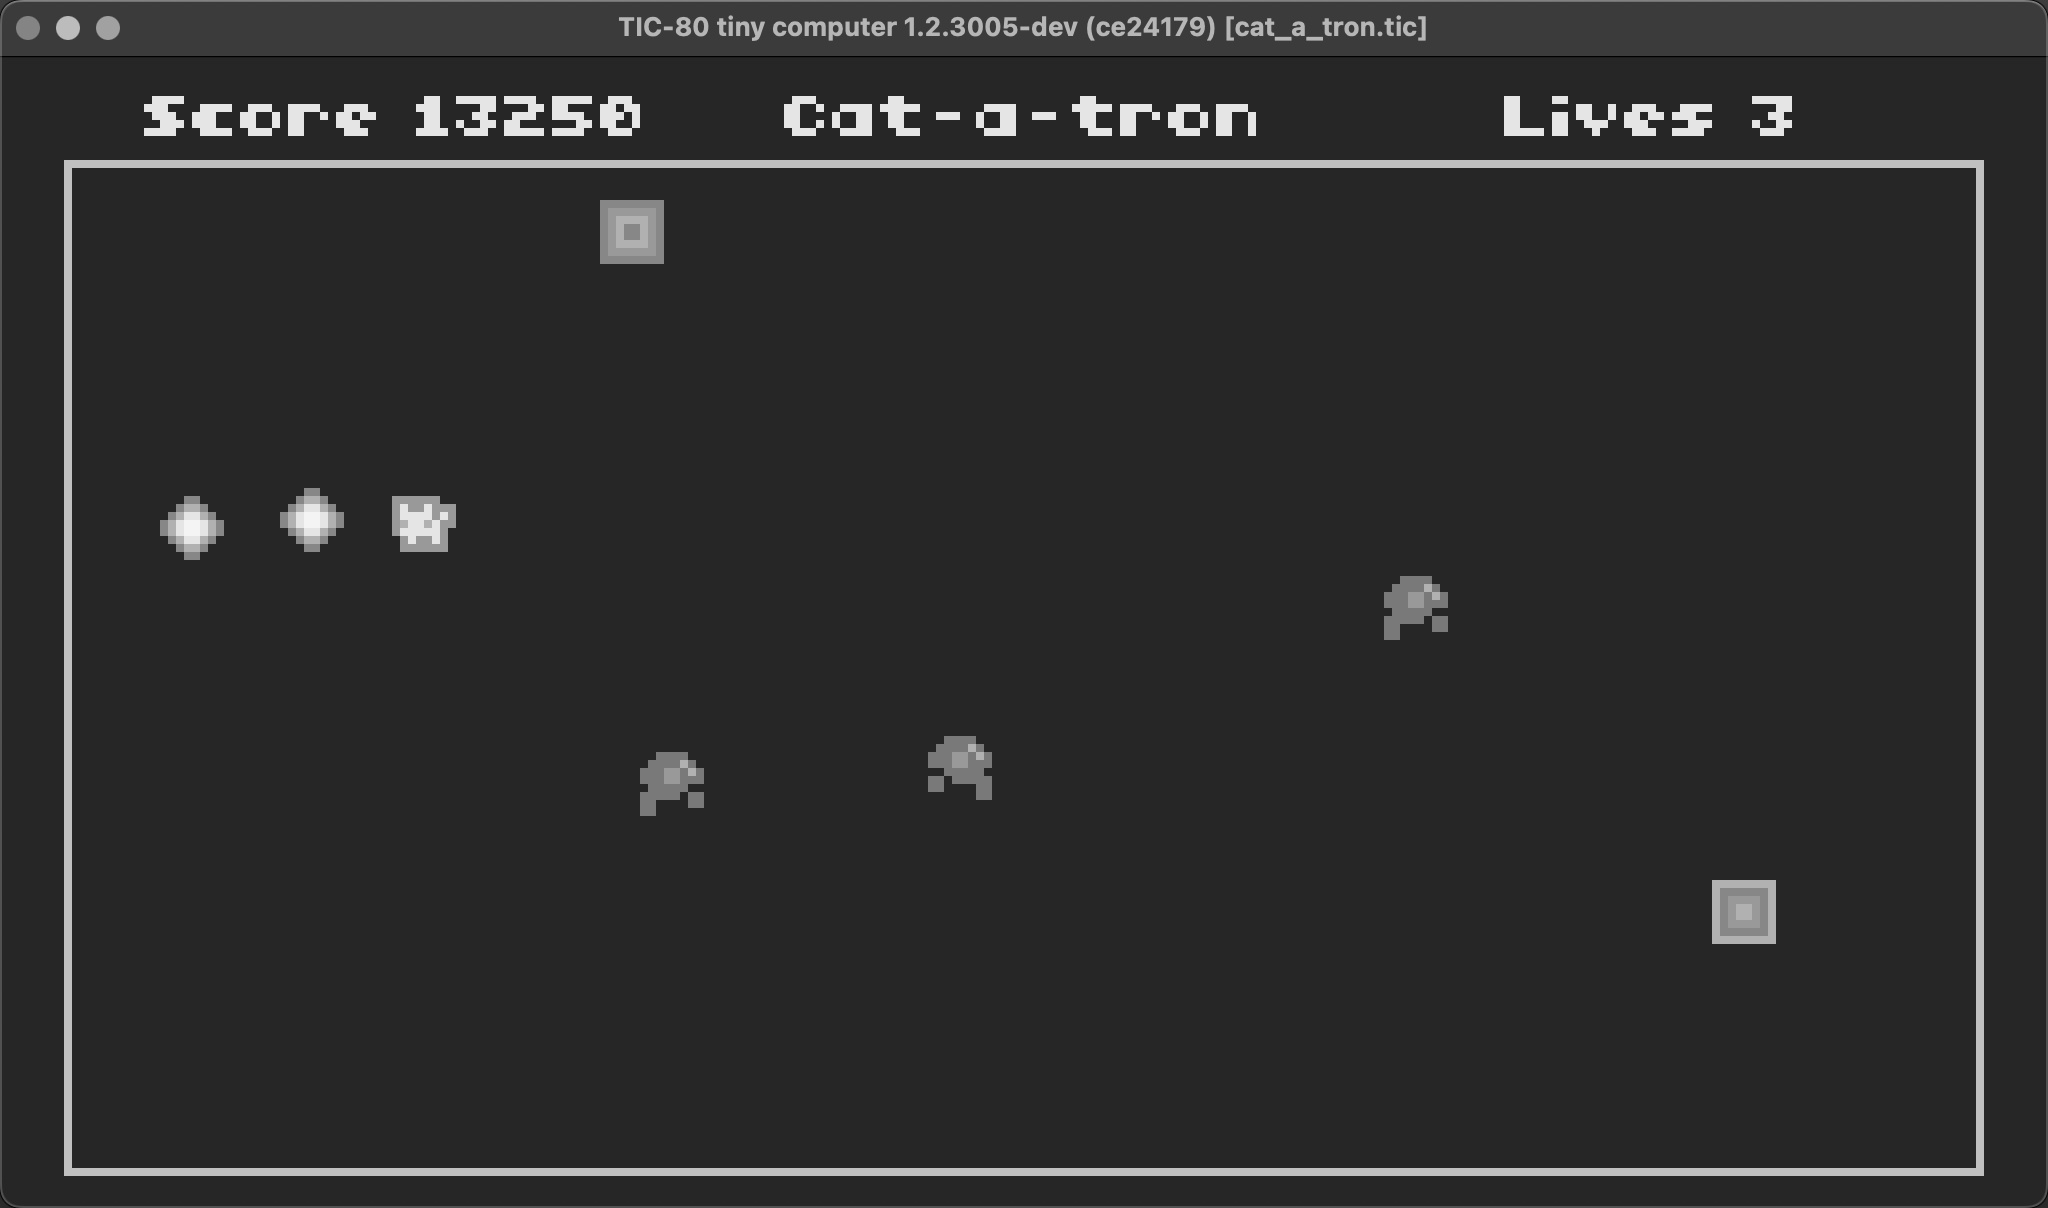 TIC-80 tiny computer 1.2.3005-dev (ce24179) [cat_a_tron.tic]
Score 13250 Cat-a-tron Lives 3